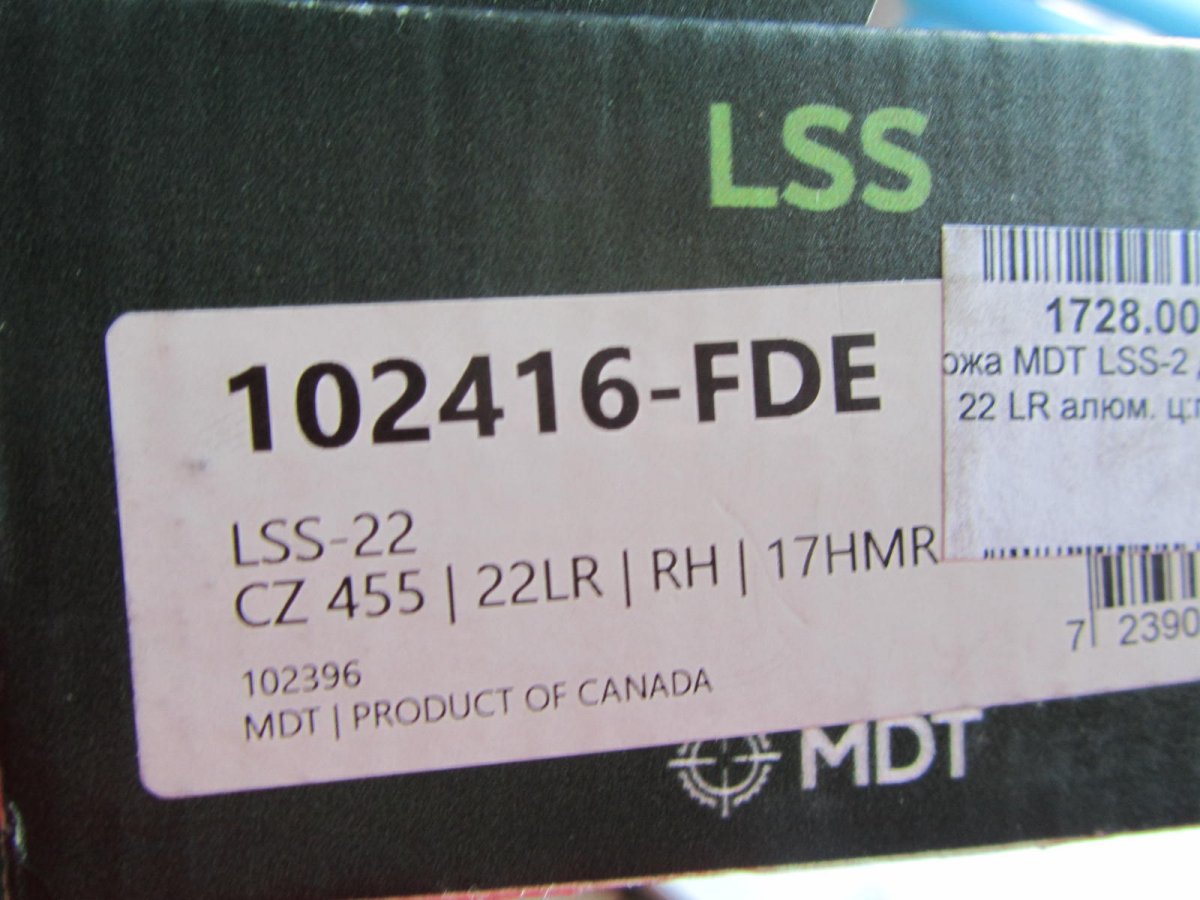 LSS
1728.00
ожа MDT LSS-2
22 LR алюм.
102416-FDE
LSS-22
CZ 455 | 22LR | RH | 17HMR
7 2390
102396
MDT | PRODUCT OF CANADA
MDT